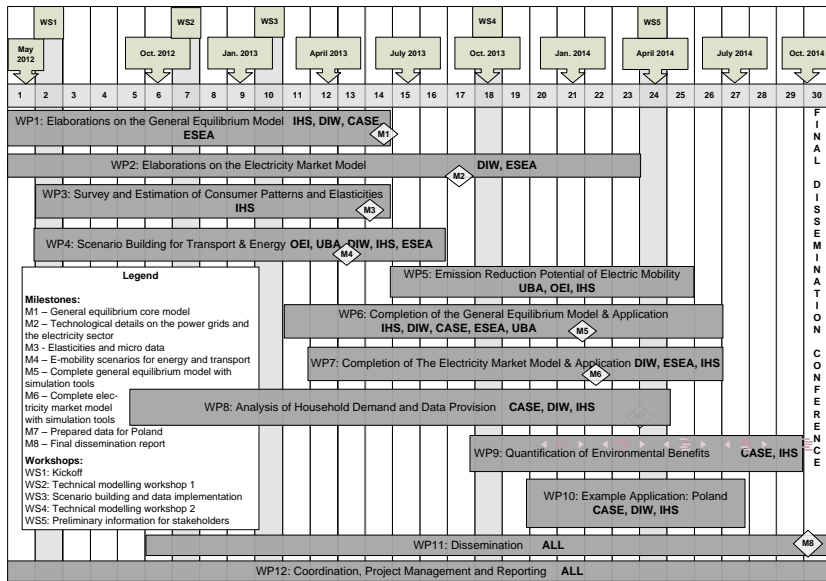 WS1
WS2
WS3
WS4
WS5
May
2012
Oct. 2012
Jan. 2013
April 2013
July 2013
Oct. 2013
Jan. 2014
April 2014
July 2014
Oct. 2014
1 2 3 4 5 6 7 8 9 10 11 12 13 14 15 16 17 18 19 20 21 22 23 24 25 26 27 28 29 30
WP1: Elaborations on the General Equilibrium Model IHS, DIW, CASE,
ESEA
M1
WP2: Elaborations on the Electricity Market Model DIW, ESEA
M2
WP3: Survey and Estimation of Consumer Patterns and Elasticities
IHS
M3
WP4: Scenario Building for Transport & Energy OEI, UBA, DIW, IHS, ESEA
M4
WP5: Emission Reduction Potential of Electric Mobility
UBA, OEI, IHS
WP6: Completion of the General Equilibrium Model & Application
IHS, DIW, CASE, ESEA, UBA
M5
WP7: Completion of The Electricity Market Model & Application DIW, ESEA, IHS
M6
WP8: Analysis of Household Demand and Data Provision CASE, DIW, IHS
M7
WP9: Quantification of Environmental Benefits CASE, IHS
WP10: Example Application: Poland
CASE, DIW, IHS
WP11: Dissemination ALL
M8
WP12: Coordination, Project Management and Reporting ALL
FINAL DISSEMINATION CONFERENCE
Legend
Milestones:
M1 – General equilibrium core model
M2 – Technological details on the power grids and
the electricity sector
M3 - Elasticities and micro data
M4 – E-mobility scenarios for energy and transport
M5 – Complete general equilibrium model with
simulation tools
M6 – Complete elec-
tricity market model
with simulation tools
M7 – Prepared data for Poland
M8 – Final dissemination report
Workshops:
WS1: Kickoff
WS2: Technical modelling workshop 1
WS3: Scenario building and data implementation
WS4: Technical modelling workshop 2
WS5: Preliminary information for stakeholders